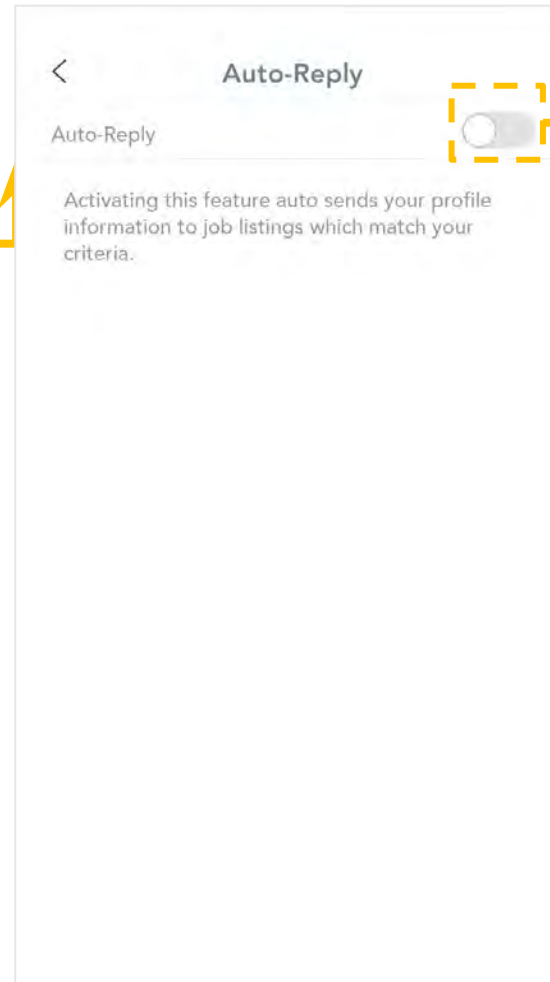 Auto-Reply
Auto-Reply
Activating this feature auto sends your profile
information to job listings which match your
criteria.